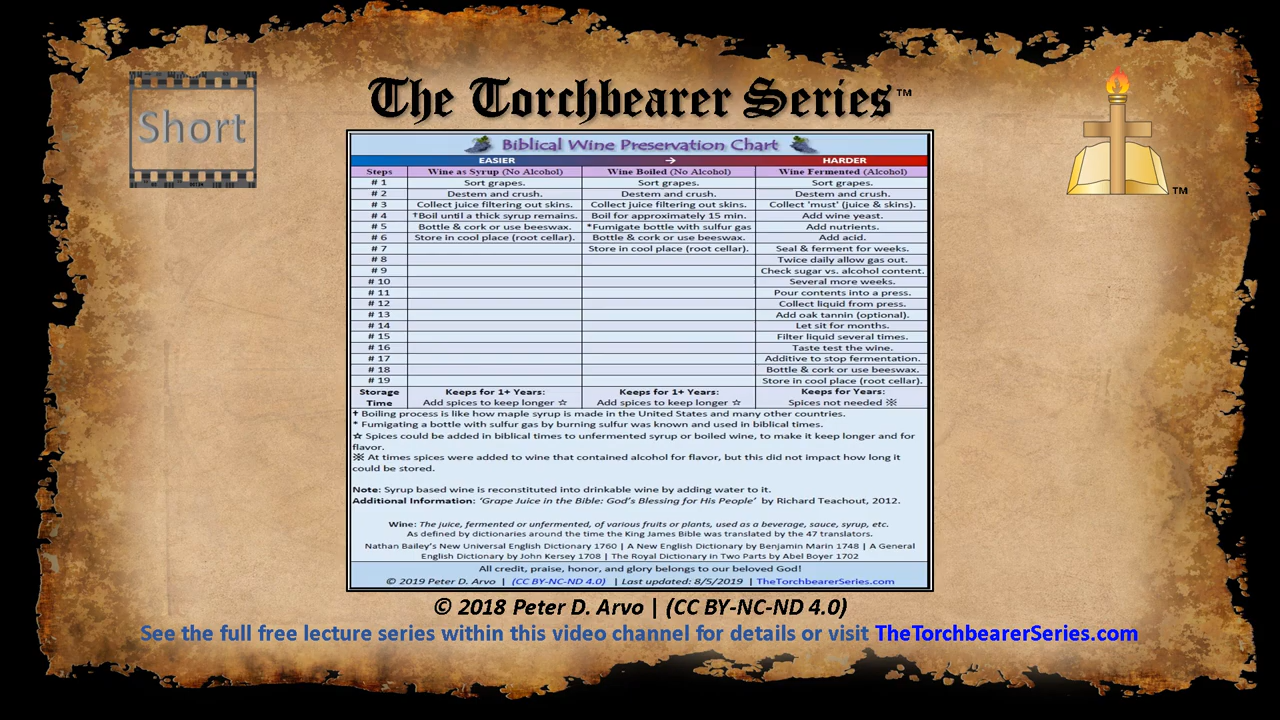 Short
The Torchbearer Series™
™
Biblical Wine Preservation Chart
EASIER → HARDER
Steps Wine as Syrup (No Alcohol) Wine Boiled (No Alcohol) Wine Fermented (Alcohol)
# 1 Sort grapes. Sort grapes. Sort grapes.
# 2 Destem and crush. Destem and crush. Destem and crush.
# 3 Collect juice filtering out skins. Collect juice filtering out skins. Collect 'must' (juice & skins).
# 4 †Boil until a thick syrup remains. Boil for approximately 15 min. Add wine yeast.
# 5 Bottle & cork or use beeswax. *Fumigate bottle with sulfur gas Add nutrients.
# 6 Store in cool place (root cellar). Bottle & cork or use beeswax. Add acid.
# 7 Store in cool place (root cellar). Seal & ferment for weeks.
# 8 Twice daily allow gas out.
# 9 Check sugar vs. alcohol content.
# 10 Several more weeks.
# 11 Pour contents into a press.
# 12 Collect liquid from press.
# 13 Add oak tannin (optional).
# 14 Let sit for months.
# 15 Filter liquid several times.
# 16 Taste test the wine.
# 17 Additive to stop fermentation.
# 18 Bottle & cork or use beeswax.
# 19 Store in cool place (root cellar).
Storage Keeps for 1+ Years: Keeps for 1+ Years: Keeps for Years:
Time Add spices to keep longer ☆ Add spices to keep longer ☆ Spices not needed ※
† Boiling process is like how maple syrup is made in the United States and many other countries.
* Fumigating a bottle with sulfur gas by burning sulfur was known and used in biblical times.
☆ Spices could be added in biblical times to unfermented syrup or boiled wine, to make it keep longer and for
flavor.
※ At times spices were added to wine that contained alcohol for flavor, but this did not impact how long it
could be stored.
Note: Syrup based wine is reconstituted into drinkable wine by adding water to it.
Additional Information: 'Grape Juice in the Bible: God's Blessing for His People' by Richard Teachout, 2012.
Wine: The juice, fermented or unfermented, of various fruits or plants, used as a beverage, sauce, syrup, etc.
As defined by dictionaries around the time the King James Bible was translated by the 47 translators.
Nathan Bailey's New Universal English Dictionary 1760 | A New English Dictionary by Benjamin Marin 1748 | A General
English Dictionary by John Kersey 1708 | The Royal Dictionary in Two Parts by Abel Boyer 1702
All credit, praise, honor, and glory belongs to our beloved God!
© 2019 Peter D. Arvo | (CC BY-NC-ND 4.0) | Last updated: 8/5/2019 | TheTorchbearerSeries.com
© 2018 Peter D. Arvo | (CC BY-NC-ND 4.0)
See the full free lecture series within this video channel for details or visit TheTorchbearerSeries.com